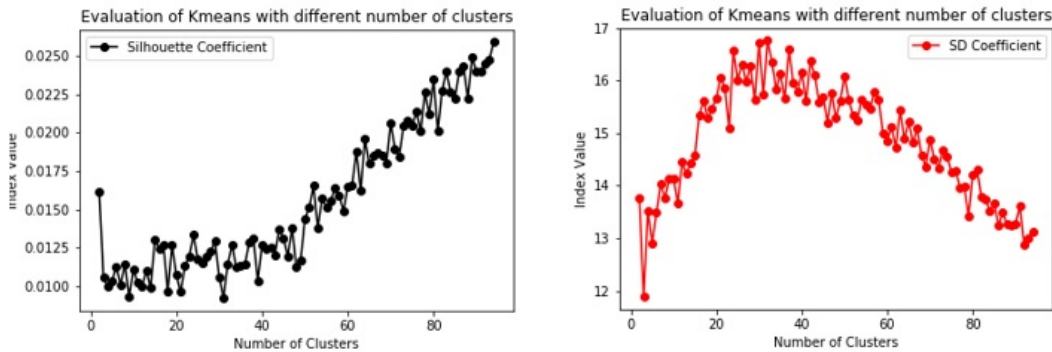 Evaluation of Kmeans with different number of clusters
Silhouette Coefficient
0.0250
0.0225
0.0200
0.0175
0.0150
0.0125
0.0100
Index Value
0
20
40
60
80
Number of Clusters
Evaluation of Kmeans with different number of clusters
SD Coefficient
17
16
15
14
13
12
Index Value
0
20
40
60
80
Number of Clusters